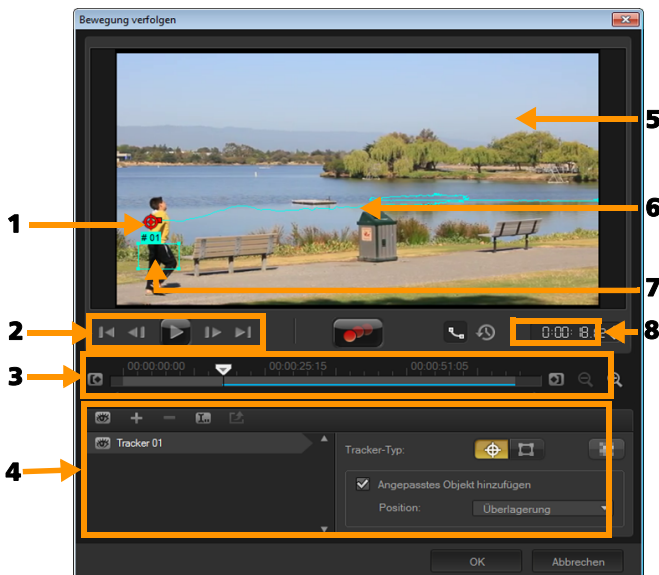 Bewegung verfolgen
5
6
1
# 01
7
2
0:00:18.
8
3
00:00:00:00
00:00:25:15
00:00:51:05
4
Tracker 01
Tracker-Typ:
Angepasstes Objekt hinzufügen
Position:
Überlagerung
OK
Abbrechen